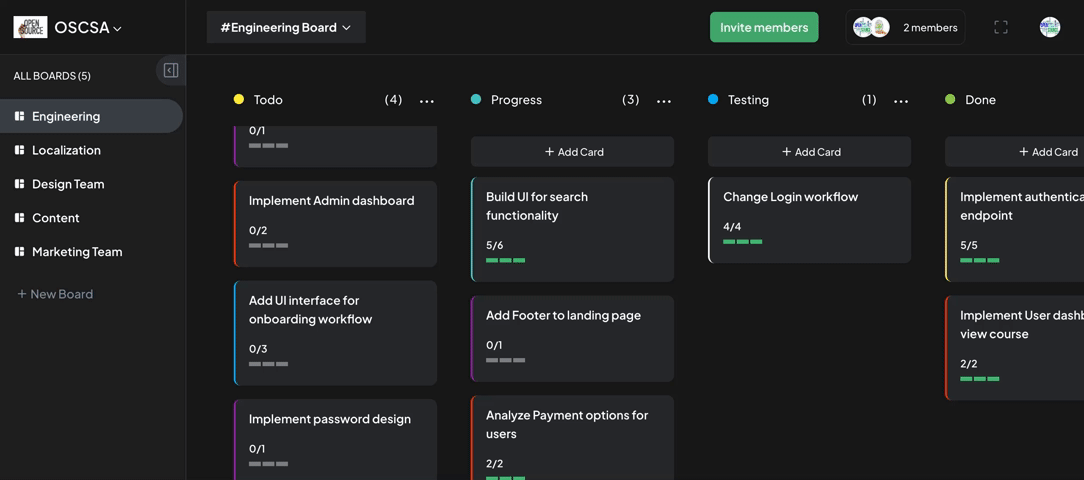 OPEN
SOURCE
OSCSA
#Engineering Board
Invite members
2 members
ALL BOARDS (5)
Engineering
Localization
Design Team
Content
Marketing Team
+ New Board
Todo (4) ...
0/1
Implement Admin dashboard
0/2
Add UI interface for
onboarding workflow
0/3
Implement password design
0/1
Progress (3) ...
+ Add Card
Build UI for search
functionality
5/6
Add Footer to landing page
0/1
Analyze Payment options for
users
2/2
Testing (1) ...
+ Add Card
Change Login workflow
4/4
Done
+ Add Card
Implement authentica
endpoint
5/5
Implement User dashb
view course
2/2